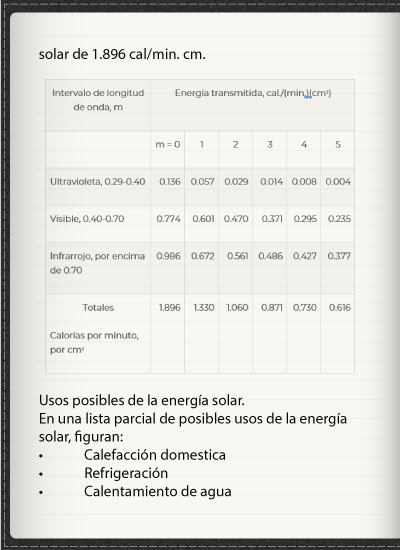 solar de 1.896 cal/min. cm.
Intervalo de longitud de onda, m | Energía transmitida, cal./(min.)(cm²)
m = 0 1 2 3 4 5
Ultravioleta, 0.29-0.40 0.136 0.057 0.029 0.014 0.008 0.004
Visible, 0.40-0.70 0.774 0.601 0.470 0.371 0.295 0.235
Infrarrojo, por encima de 0.70 0.986 0.672 0.561 0.486 0.427 0.377
Totales 1.896 1.330 1.060 0.871 0.730 0.616
Calorías por minuto,
por cm²
Usos posibles de la energía solar.
En una lista parcial de posibles usos de la energía
solar, figuran:
• Calefacción domestica
• Refrigeración
• Calentamiento de agua